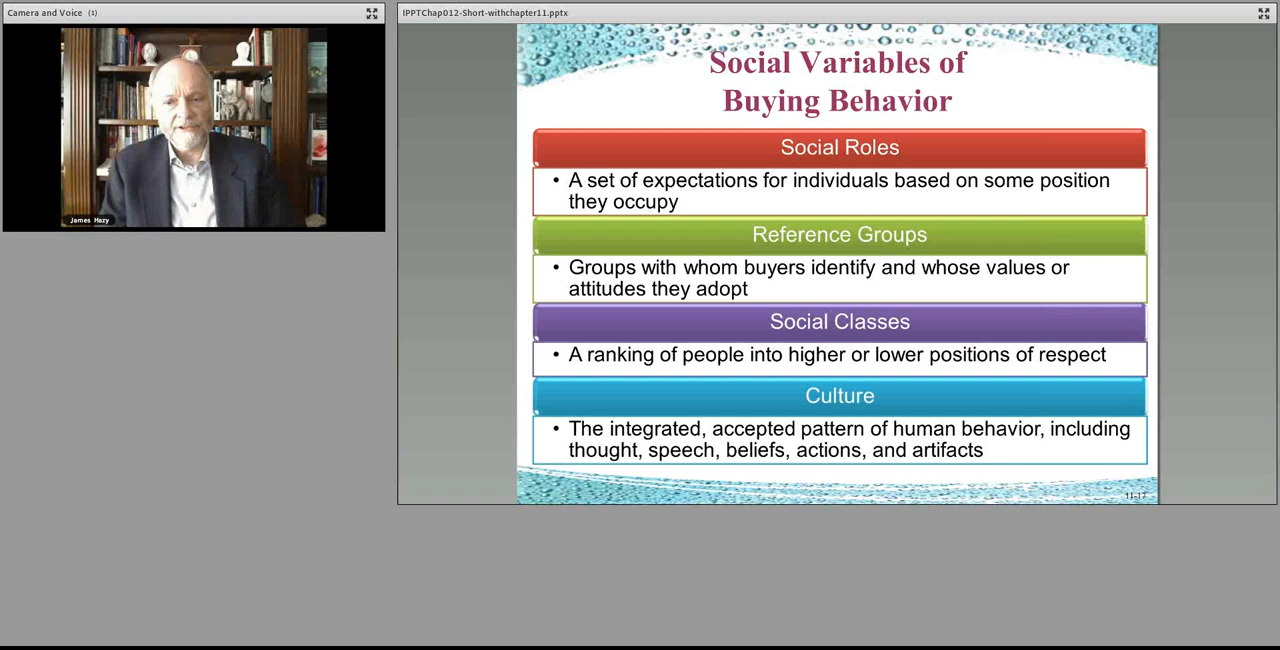 Camera and Voice (1)
James Hazy
IPPTChap012-Short-withchapter11.pptx
Social Variables of
Buying Behavior
Social Roles
• A set of expectations for individuals based on some position
they occupy
Reference Groups
• Groups with whom buyers identify and whose values or
attitudes they adopt
Social Classes
• A ranking of people into higher or lower positions of respect
Culture
• The integrated, accepted pattern of human behavior, including
thought, speech, beliefs, actions, and artifacts
11-17